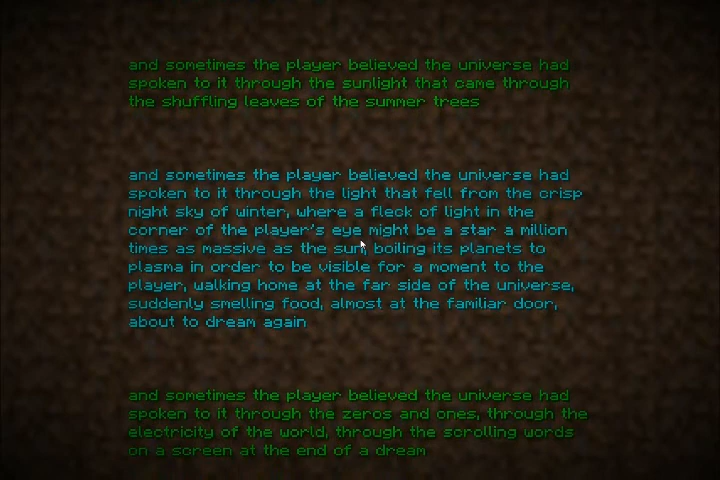 and sometimes the player believed the universe had
spoken to it through the sunlight that came through
the shuffling leaves of the summer trees
and sometimes the player believed the universe had
spoken to it through the light that fell from the crisp
night sky of winter, where a fleck of light in the
corner of the player's eye might be a star a million
times as massive as the sun, boiling its planets to
plasma in order to be visible for a moment to the
player, walking home at the far side of the universe,
suddenly smelling food, almost at the familiar door,
about to dream again
and sometimes the player believed the universe had
spoken to it through the zeros and ones, through the
electricity of the world, through the scrolling words
on a screen at the end of a dream